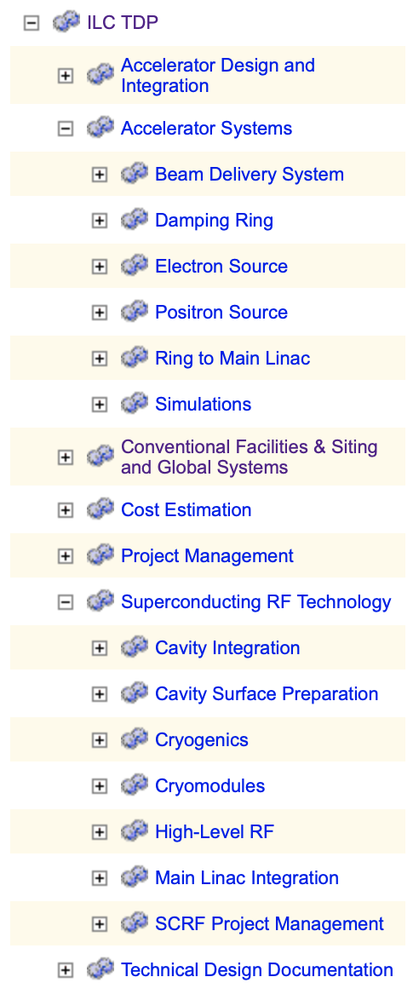 ILC TDP
Accelerator Design and
Integration
Accelerator Systems
Beam Delivery System
Damping Ring
Electron Source
Positron Source
Ring to Main Linac
Simulations
Conventional Facilities & Siting
and Global Systems
Cost Estimation
Project Management
Superconducting RF Technology
Cavity Integration
Cavity Surface Preparation
Cryogenics
Cryomodules
High-Level RF
Main Linac Integration
SCRF Project Management
Technical Design Documentation